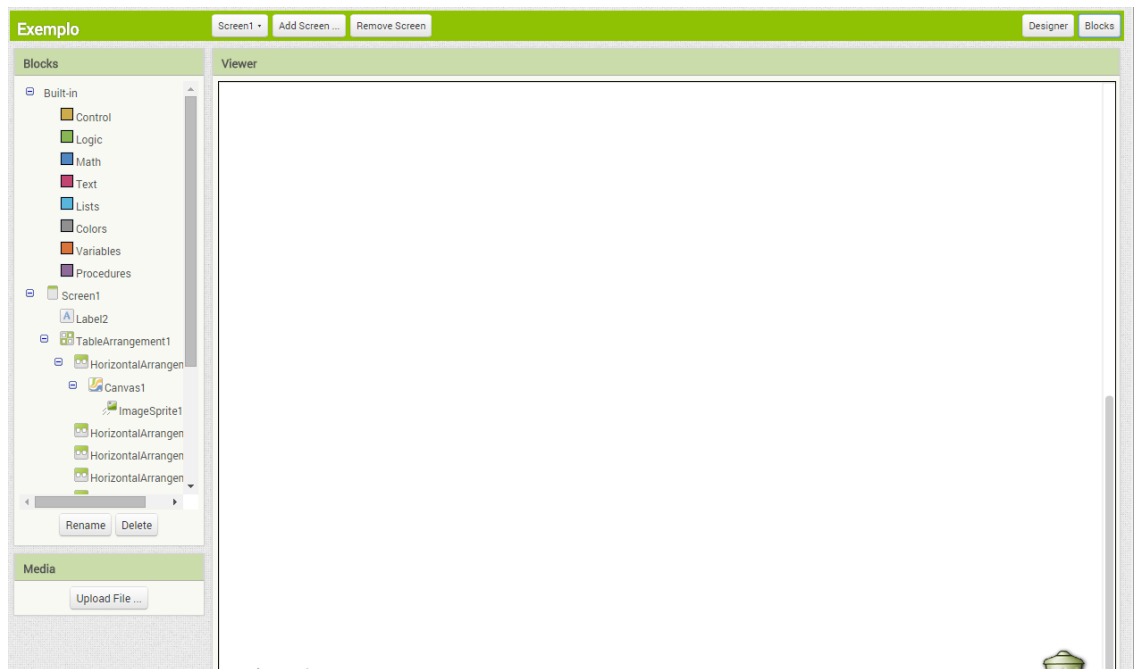 Exemplo
Screen1
Add Screen ...
Remove Screen
Designer
Blocks
Blocks
Viewer
Built-in
Control
Logic
Math
Text
Lists
Colors
Variables
Procedures
Screen1
Label2
TableArrangement1
HorizontalArrangen
Canvas1
ImageSprite1
HorizontalArrangen
HorizontalArrangen
HorizontalArrangen
Rename
Delete
Media
Upload File ...